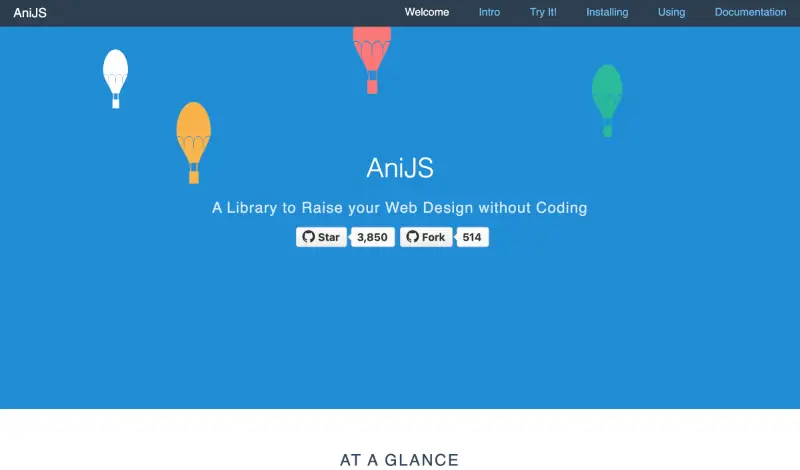 AniJS Welcome Intro Try It! Installing Using Documentation
AniJS
A Library to Raise your Web Design without Coding
Star 3,850 Fork 514
AT A GLANCE